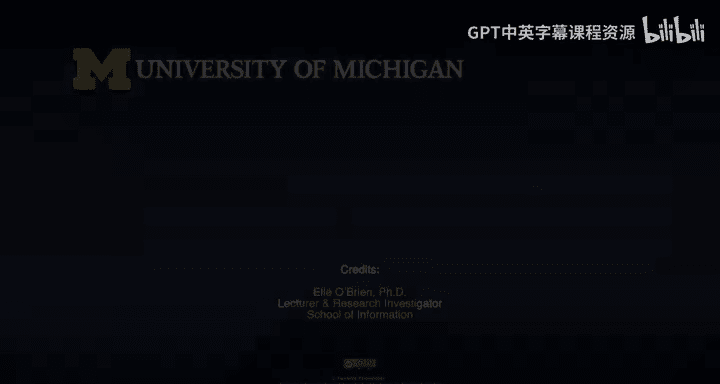 GPT中英字幕课程资源 bilibili
M UNIVERSITY OF MICHIGAN
Credits:
Elle O'Brien, Ph.D.
Lecturer & Research Investigator
School of Information